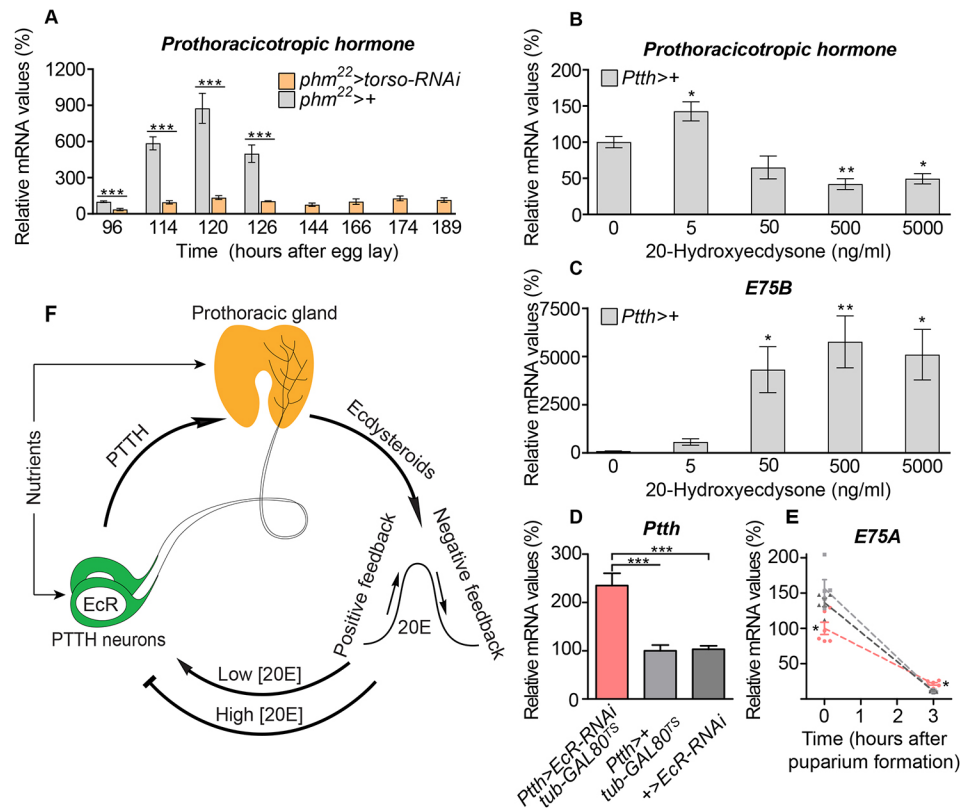 A
Prothoracicotropic hormone
Relative mRNA values (%)
1200
900
600
300
0
phm²²>torso-RNAi
phm²²>+
***
***
***
***
96 114 120 126 144 166 174 189
Time (hours after egg lay)
B
Prothoracicotropic hormone
Relative mRNA values (%)
200
150
100
50
0
Ptth>+
*
**
*
0 5 50 500 5000
20-Hydroxyecdysone (ng/ml)
C
E75B
Relative mRNA values (%)
7500
5000
2500
0
Ptth>+
*
**
*
0 5 50 500 5000
20-Hydroxyecdysone (ng/ml)
F
Prothoracic gland
Nutrients
PTTH
Ecdysteroids
EcR
PTTH neurons
Positive feedback
20E
Negative feedback
Low [20E]
High [20E]
D
Ptth
Relative mRNA values (%)
300
200
100
0
***
***
Ptth>EcR-RNAi
tub-GAL80ᵀˢ
Ptth>+
tub-GAL80ᵀˢ
+>EcR-RNAi
E
E75A
Relative mRNA values (%)
200
150
100
50
*
*
0 1 2 3
Time (hours after
puparium formation)